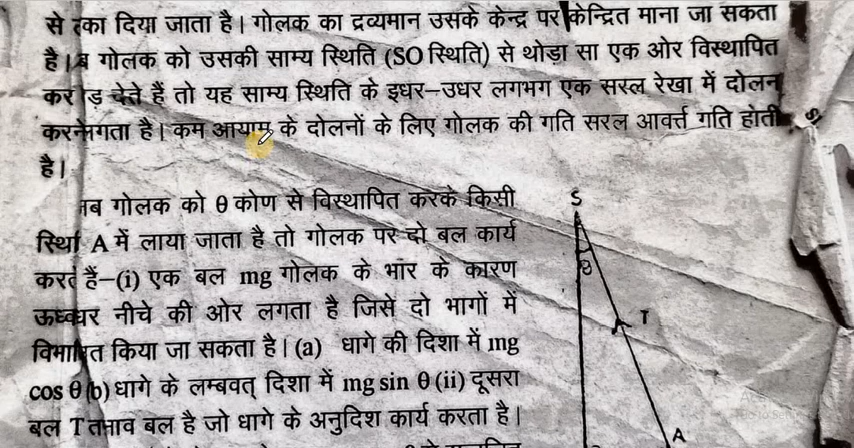 से टका दिया जाता है। गोलक का द्रव्यमान उसके केन्द्र पर केन्द्रित माना जा सकता
है। ब गोलक को उसकी साम्य स्थिति (SO स्थिति) से थोड़ा सा एक ओर विस्थापित
कर ड़ देते हैं तो यह साम्य स्थिति के इधर-उधर लगभग एक सरल रेखा में दोलन
करने गता है। कम आयाम के दोलनों के लिए गोलक की गति सरल आवर्त्त गति होती
है।
जब गोलक को θ कोण से विस्थापित करके किसी
स्थिति A में लाया जाता है तो गोलक पर दो बल कार्य
करते हैं-(i) एक बल mg गोलक के भार के कारण
ऊर्ध्वाधर नीचे की ओर लगता है जिसे दो भागों में
विभाजित किया जा सकता है। (a) धागे की दिशा में mg
cos θ (b) धागे के लम्बवत् दिशा में mg sin θ (ii) दूसरा
बल T तनाव बल है जो धागे के अनुदिश कार्य करता है।
S
θ
T
A